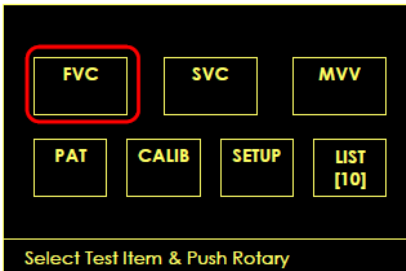 FVC SVC MVV
PAT CALIB SETUP LIST
[10]
Select Test Item & Push Rotary